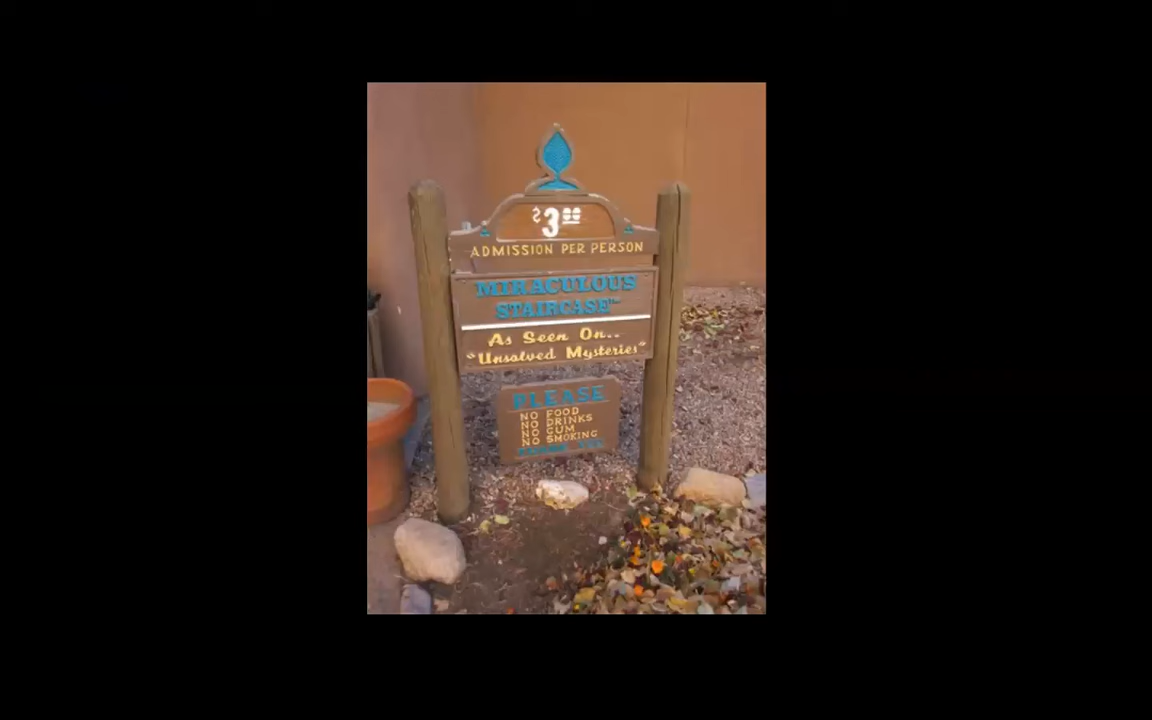 $3.00
ADMISSION PER PERSON
MIRACULOUS
STAIRCASE™
As Seen On..
"Unsolved Mysteries"
PLEASE
NO FOOD
NO DRINKS
NO GUM
NO SMOKING